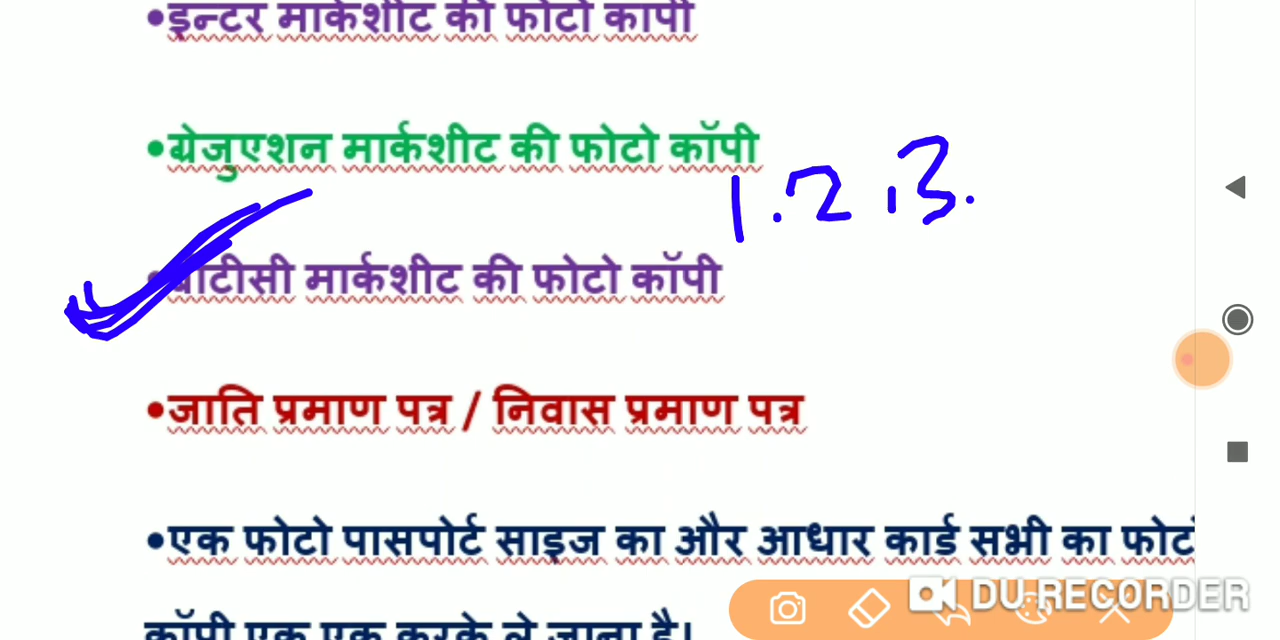 •इन्टर मार्कशीट की फोटो कापी
•ग्रेजुएशन मार्कशीट की फोटो कॉपी
1.2.3.
•बीटीसी मार्कशीट की फोटो कॉपी
•जाति प्रमाण पत्र / निवास प्रमाण पत्र
•एक फोटो पासपोर्ट साइज का और आधार कार्ड सभी का फोटो
DU RECORDER
कॉपी एक एक करके ले जाना है।